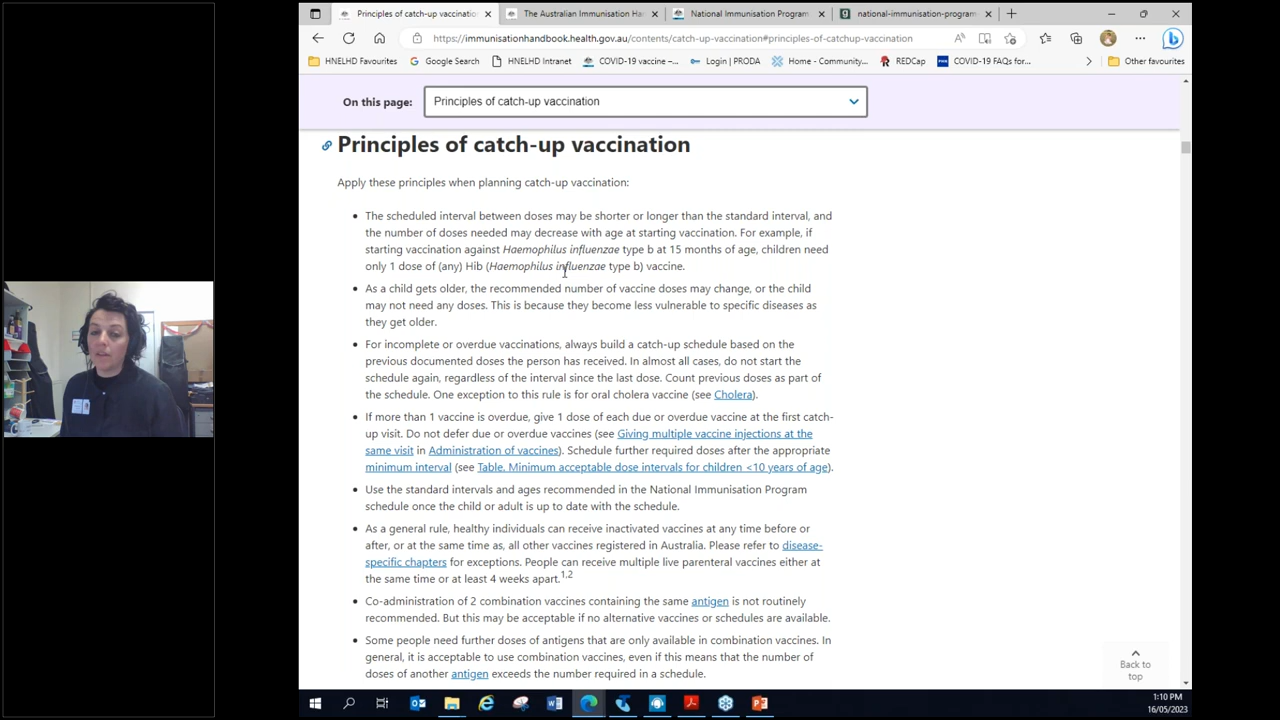 Principles of catch-up vaccinatio
The Australian Immunisation Ha
National Immunisation Program
national-immunisation-program
https://immunisationhandbook.health.gov.au/contents/catch-up-vaccination#principles-of-catchup-vaccination
HNELHD Favourites
Google Search
HNELHD Intranet
COVID-19 vaccine –...
Login | PRODA
Home - Community...
REDCap
COVID-19 FAQs for...
Other favourites
On this page:
Principles of catch-up vaccination
Principles of catch-up vaccination
Apply these principles when planning catch-up vaccination:
• The scheduled interval between doses may be shorter or longer than the standard interval, and
the number of doses needed may decrease with age at starting vaccination. For example, if
starting vaccination against Haemophilus influenzae type b at 15 months of age, children need
only 1 dose of (any) Hib (Haemophilus influenzae type b) vaccine.
• As a child gets older, the recommended number of vaccine doses may change, or the child
may not need any doses. This is because they become less vulnerable to specific diseases as
they get older.
• For incomplete or overdue vaccinations, always build a catch-up schedule based on the
previous documented doses the person has received. In almost all cases, do not start the
schedule again, regardless of the interval since the last dose. Count previous doses as part of
the schedule. One exception to this rule is for oral cholera vaccine (see Cholera).
• If more than 1 vaccine is overdue, give 1 dose of each due or overdue vaccine at the first catch-
up visit. Do not defer due or overdue vaccines (see Giving multiple vaccine injections at the
same visit in Administration of vaccines). Schedule further required doses after the appropriate
minimum interval (see Table. Minimum acceptable dose intervals for children <10 years of age).
• Use the standard intervals and ages recommended in the National Immunisation Program
schedule once the child or adult is up to date with the schedule.
• As a general rule, healthy individuals can receive inactivated vaccines at any time before or
after, or at the same time as, all other vaccines registered in Australia. Please refer to disease-
specific chapters for exceptions. People can receive multiple live parenteral vaccines either at
the same time or at least 4 weeks apart.1,2
• Co-administration of 2 combination vaccines containing the same antigen is not routinely
recommended. But this may be acceptable if no alternative vaccines or schedules are available.
• Some people need further doses of antigens that are only available in combination vaccines. In
general, it is acceptable to use combination vaccines, even if this means that the number of
doses of another antigen exceeds the number required in a schedule.
Back to
top
1:10 PM
16/05/2023